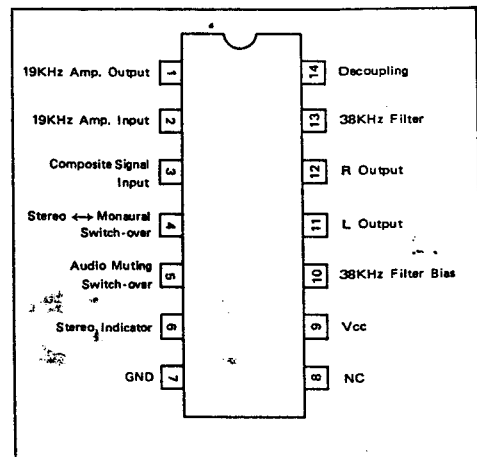 19KHz Amp. Output 1
19KHz Amp. Input 2
Composite Signal
Input 3
Stereo ↔ Monaural
Switch-over 4
Audio Muting
Switch-over 5
Stereo Indicator 6
GND 7
14 Decoupling
13 38KHz Filter
12 R Output
11 L Output
10 38KHz Filter Bias
9 Vcc
8 NC